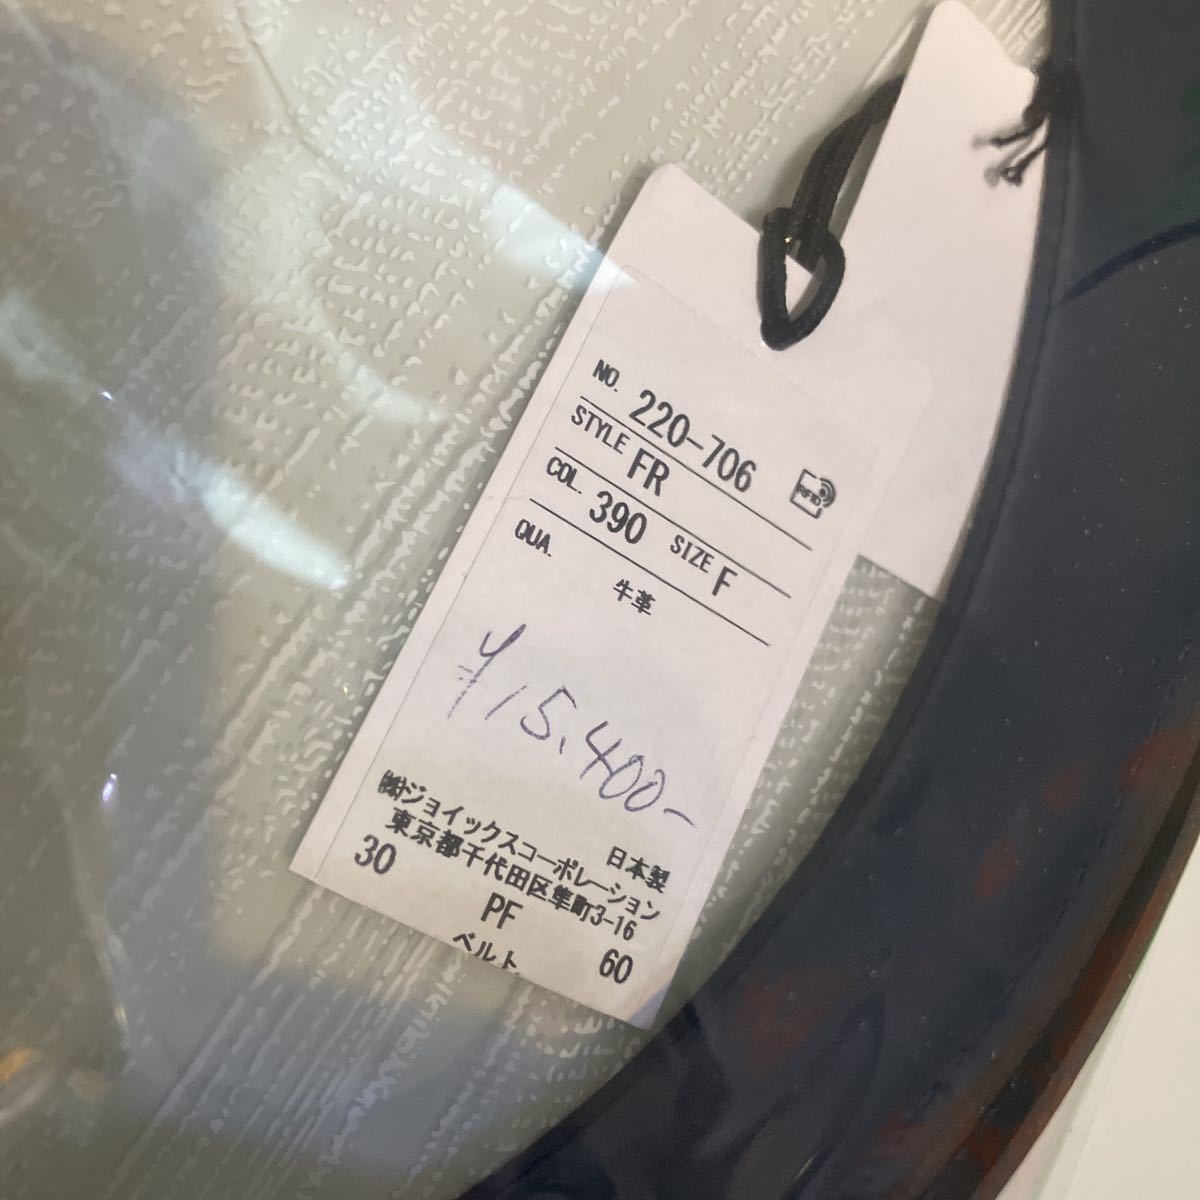 NO. 220-706
RFID
STYLE FR
COL. 390 SIZE F
QUA.
牛革
¥15,400-
日本製
㈱ジョイックスコーポレーション
東京都千代田区隼町3-16
30 PF 60
ベルト